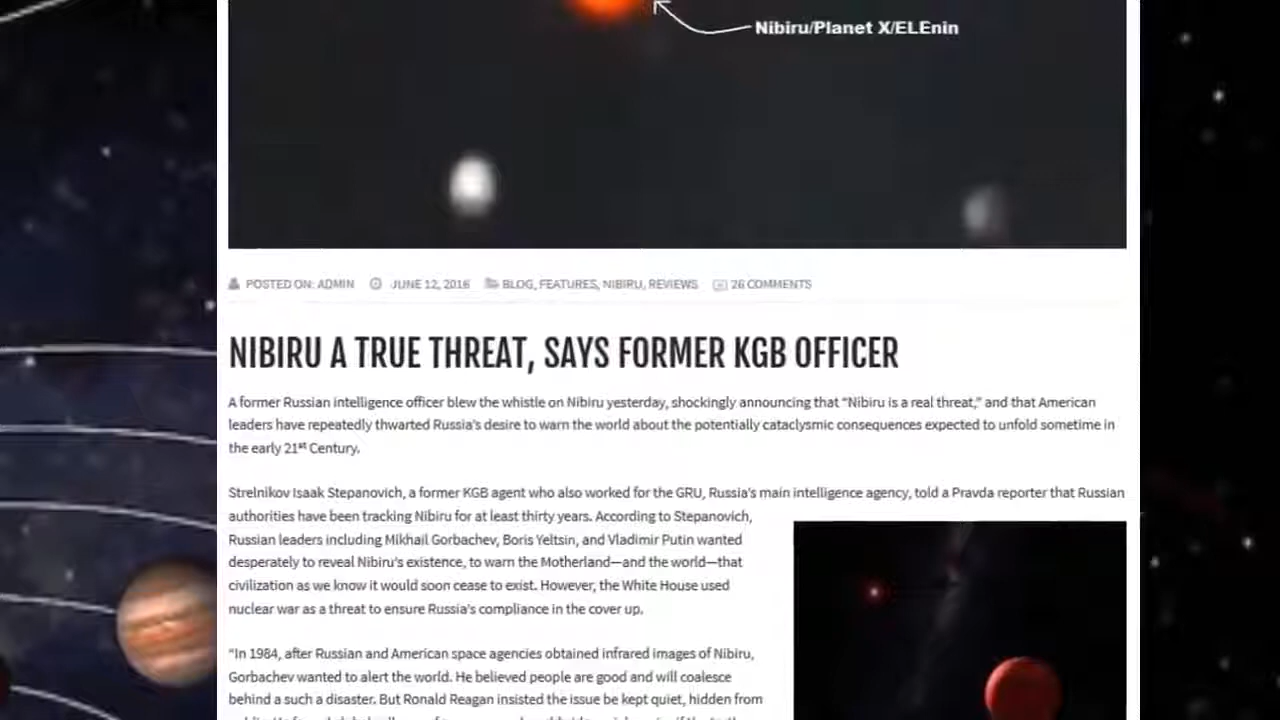 Nibiru/Planet X/ELEnin
POSTED ON: ADMIN JUNE 12, 2016 BLOG, FEATURES, NIBIRU, REVIEWS 26 COMMENTS
NIBIRU A TRUE THREAT, SAYS FORMER KGB OFFICER
A former Russian intelligence officer blew the whistle on Nibiru yesterday, shockingly announcing that “Nibiru is a real threat,” and that American
leaders have repeatedly thwarted Russia’s desire to warn the world about the potentially cataclysmic consequences expected to unfold sometime in
the early 21st Century.
Strelnikov Isaak Stepanovich, a former KGB agent who also worked for the GRU, Russia’s main intelligence agency, told a Pravda reporter that Russian
authorities have been tracking Nibiru for at least thirty years. According to Stepanovich,
Russian leaders including Mikhail Gorbachev, Boris Yeltsin, and Vladimir Putin wanted
desperately to reveal Nibiru’s existence, to warn the Motherland—and the world—that
civilization as we know it would soon cease to exist. However, the White House used
nuclear war as a threat to ensure Russia’s compliance in the cover up.
“In 1984, after Russian and American space agencies obtained infrared images of Nibiru,
Gorbachev wanted to alert the world. He believed people are good and will coalesce
behind a such a disaster. But Ronald Reagan insisted the issue be kept quiet, hidden from